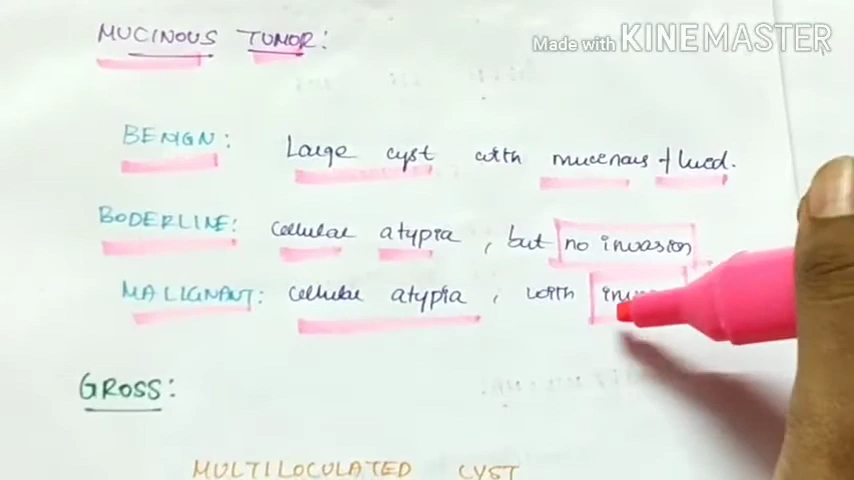 MUCINOUS TUMOR:
Made with KINEMASTER
BENIGN: Large cyst with mucenous fluid.
BODERLINE: cellular atypia, but no invasion
MALIGNANT: cellular atypia, with
GROSS:
MULTILOCULATED CYST